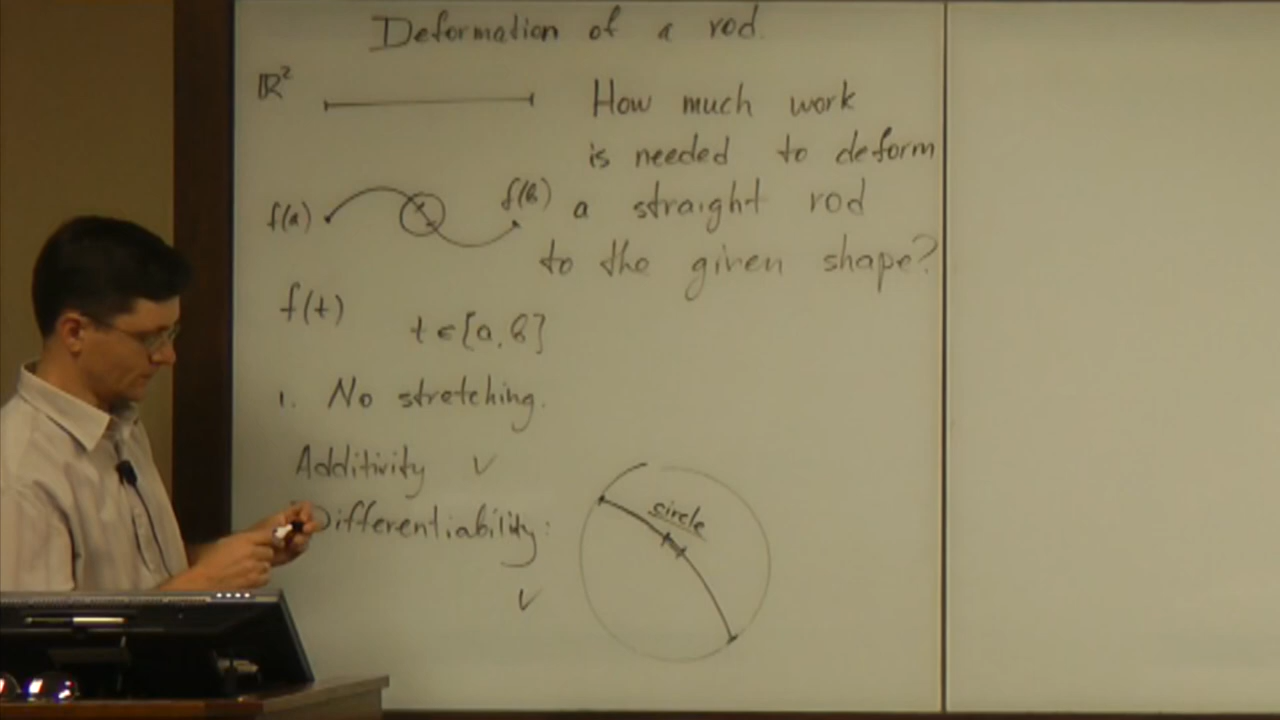 Deformation of a rod.
ℝ²
How much work
is needed to deform
a straight rod
to the given shape?
f(a)
f(b)
f(t)
t ∈ [a, b]
1. No stretching.
Additivity ✓
Differentiability:
✓
sircle